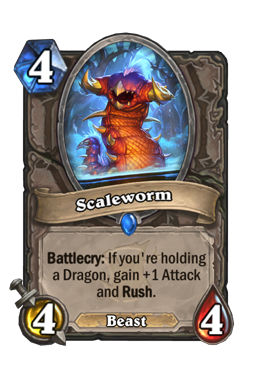 4
Scaleworm
Battlecry: If you're holding
a Dragon, gain +1 Attack
and Rush.
4
Beast
4